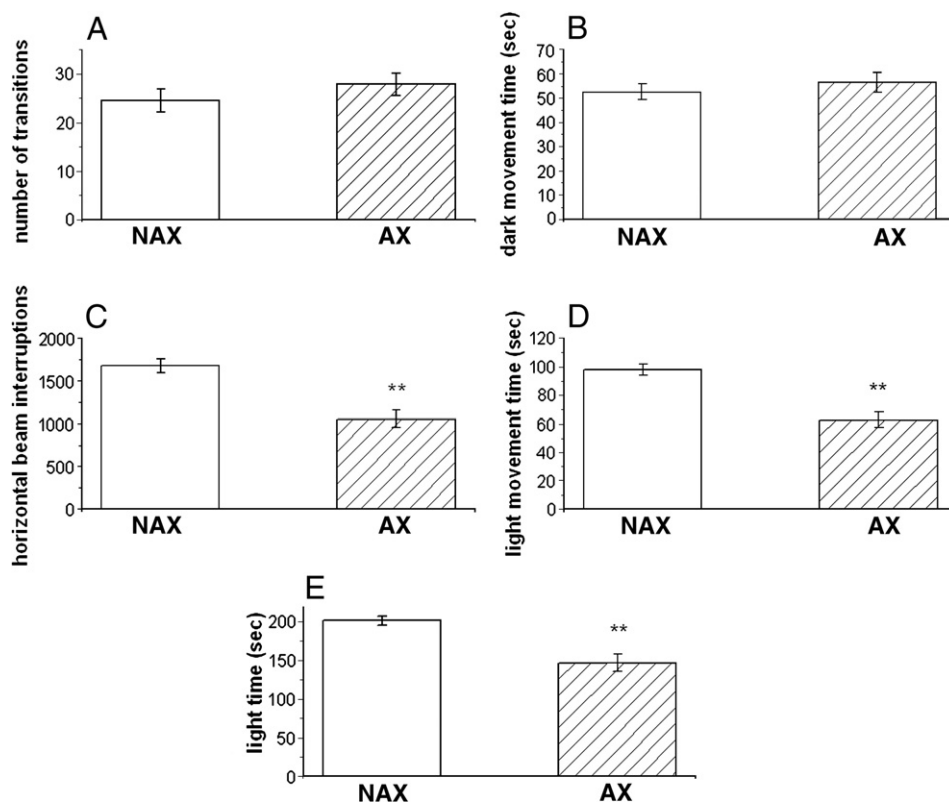 A
number of transitions
30
20
10
0
NAX AX
B
dark movement time (sec)
70
60
50
40
30
20
10
0
NAX AX
C
horizontal beam interruptions
2000
1500
1000
500
0
**
NAX AX
D
light movement time (sec)
120
100
80
60
40
20
0
**
NAX AX
E
light time (sec)
200
150
100
50
0
**
NAX AX